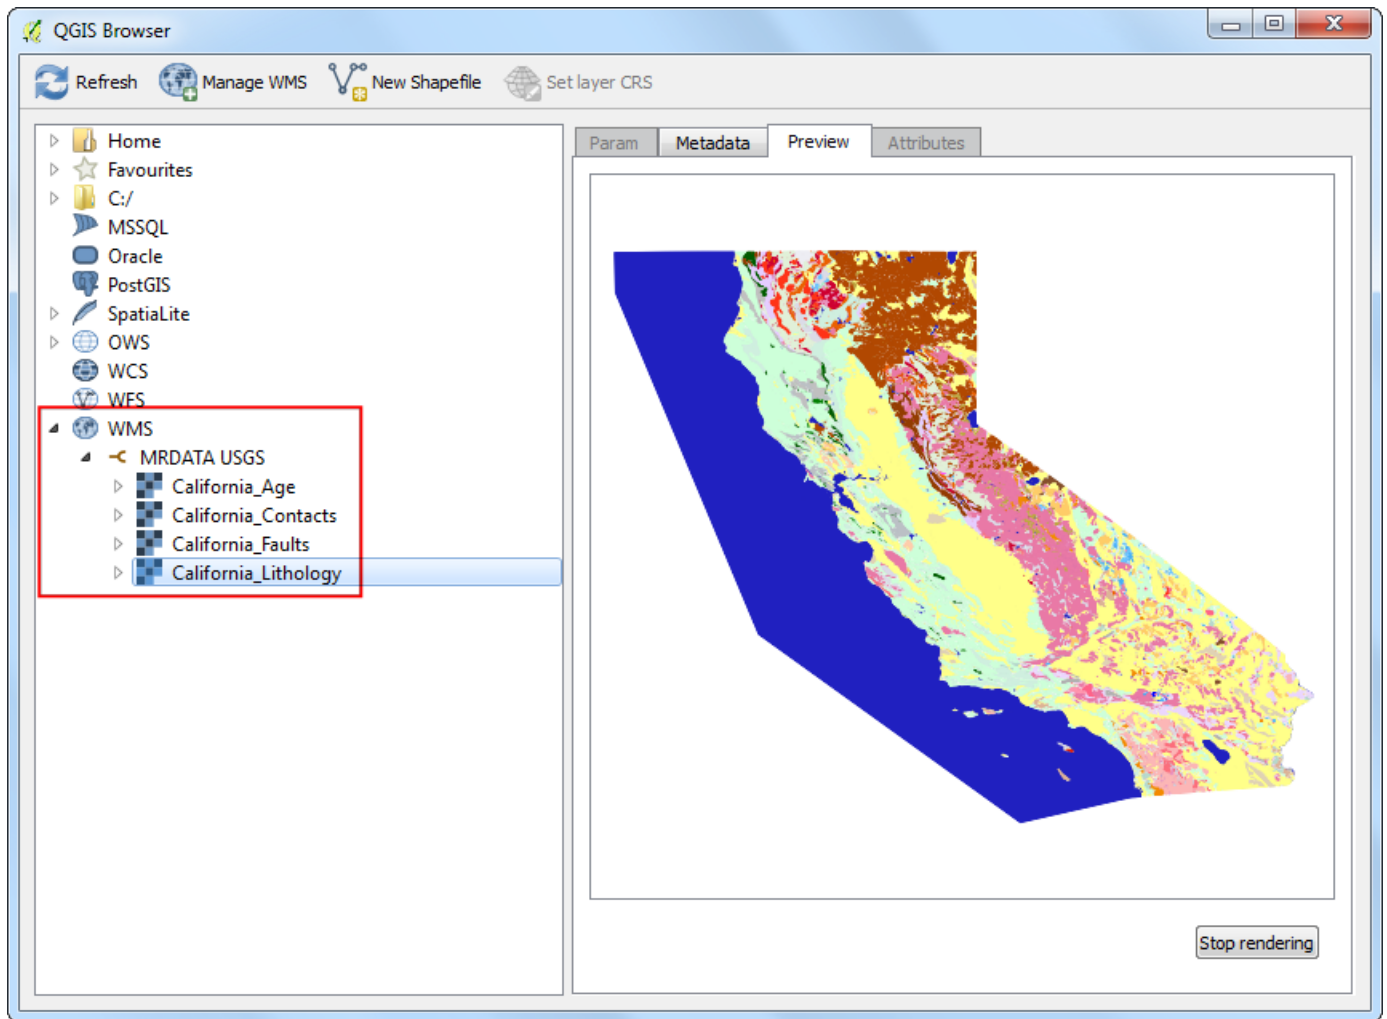 QGIS Browser
Refresh Manage WMS New Shapefile Set layer CRS
Param Metadata Preview Attributes
Home
Favourites
C:/
MSSQL
Oracle
PostGIS
SpatiaLite
OWS
WCS
WFS
WMS
MRDATA USGS
California_Age
California_Contacts
California_Faults
California_Lithology
Stop rendering